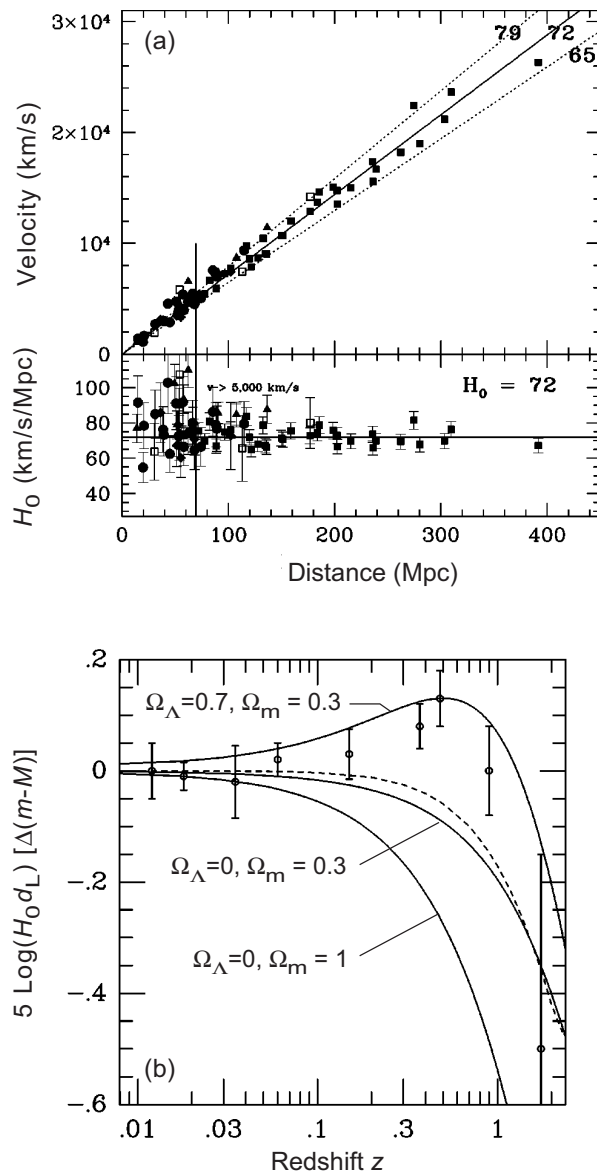 (a)
79 72
65
3×10⁴
2×10⁴
10⁴
0
Velocity (km/s)
v-> 5,000 km/s
H₀ = 72
100
80
60
40
H₀ (km/s/Mpc)
0 100 200 300 400
Distance (Mpc)
.2
0
-.2
-.4
-.6
5 Log(H₀d_L) [Δ(m-M)]
Ω_Λ=0.7, Ω_m = 0.3
Ω_Λ=0, Ω_m = 0.3
Ω_Λ=0, Ω_m = 1
(b)
.01 .03 0.1 0.3 1
Redshift z